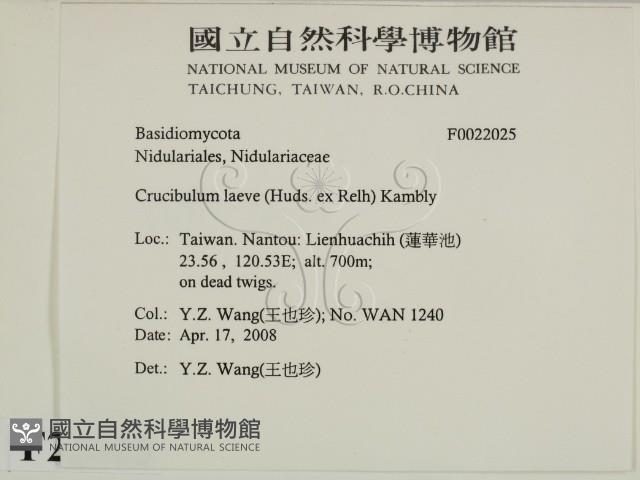 國立自然科學博物館
NATIONAL MUSEUM OF NATURAL SCIENCE
TAICHUNG, TAIWAN, R.O.CHINA
Basidiomycota F0022025
Nidulariales, Nidulariaceae
Crucibulum laeve (Huds. ex Relh) Kambly
Loc.: Taiwan. Nantou: Lienhuachih (蓮華池)
23.56 , 120.53E; alt. 700m;
on dead twigs.
Col.: Y.Z. Wang(王也珍); No. WAN 1240
Date: Apr. 17, 2008
Det.: Y.Z. Wang(王也珍)
國立自然科學博物館
NATIONAL MUSEUM OF NATURAL SCIENCE